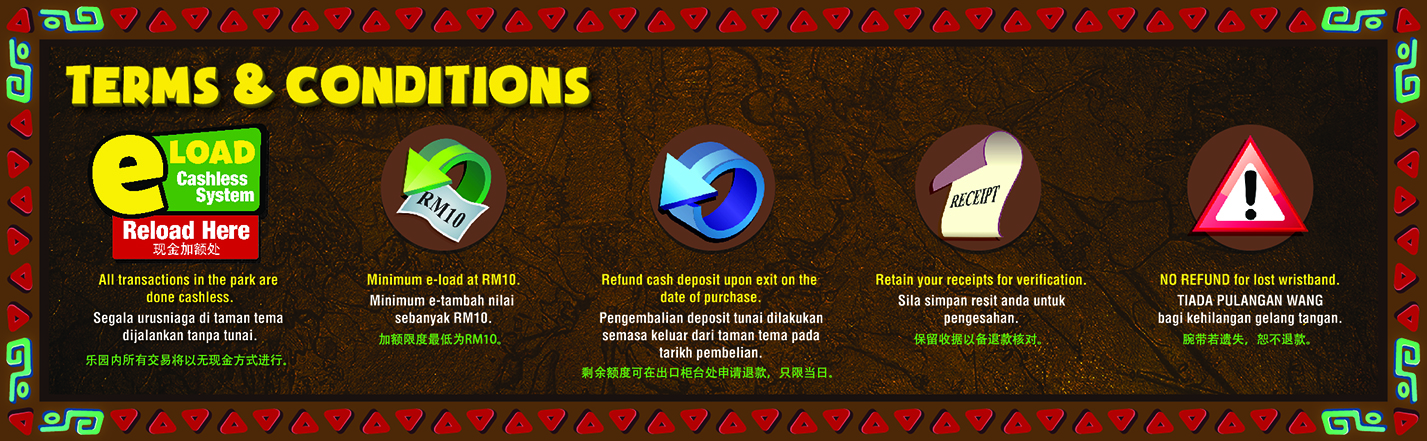 TERMS & CONDITIONS
e LOAD
Cashless
System
Reload Here
现金加额处
All transactions in the park are
done cashless.
Segala urusniaga di taman tema
dijalankan tanpa tunai.
乐园内所有交易将以无现金方式进行。
RM10
Minimum e-load at RM10.
Minimum e-tambah nilai
sebanyak RM10.
加额限度最低为RM10。
Refund cash deposit upon exit on the
date of purchase.
Pengembalian deposit tunai dilakukan
semasa keluar dari taman tema pada
tarikh pembelian.
剩余额度可在出口柜台处申请退款，只限当日。
RECEIPT
Retain your receipts for verification.
Sila simpan resit anda untuk
pengesahan.
保留收据以备退款核对。
!
NO REFUND for lost wristband.
TIADA PULANGAN WANG
bagi kehilangan gelang tangan.
腕带若遗失，恕不退款。